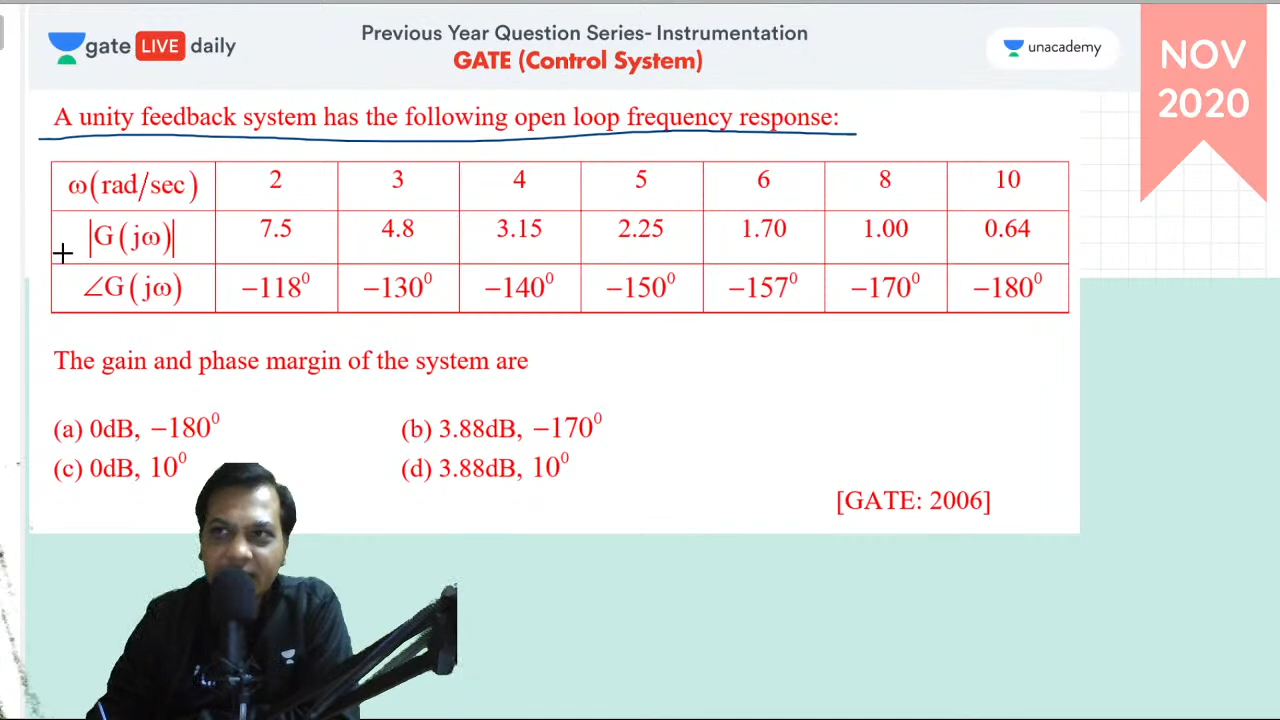 gate LIVE daily
Previous Year Question Series- Instrumentation
GATE (Control System)
unacademy
NOV
2020
A unity feedback system has the following open loop frequency response:
ω(rad/sec) 2 3 4 5 6 8 10
|G(jω)| 7.5 4.8 3.15 2.25 1.70 1.00 0.64
∠G(jω) −118⁰ −130⁰ −140⁰ −150⁰ −157⁰ −170⁰ −180⁰
The gain and phase margin of the system are
(a) 0dB, −180⁰ (b) 3.88dB, −170⁰
(c) 0dB, 10⁰ (d) 3.88dB, 10⁰
[GATE: 2006]